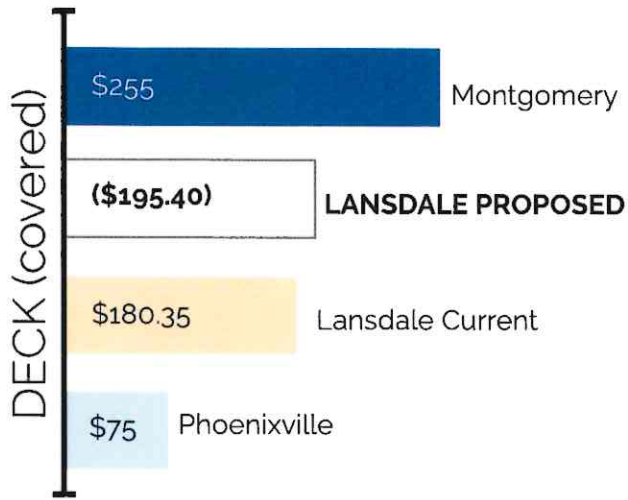 DECK (covered)
$255 Montgomery
($195.40) LANSDALE PROPOSED
$180.35 Lansdale Current
$75 Phoenixville